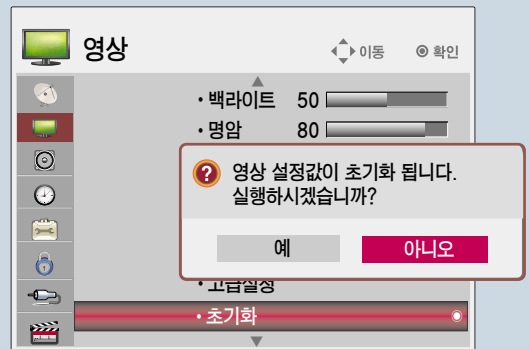 영상
이동 확인
• 백라이트 50
• 명암 80
영상 설정값이 초기화 됩니다.
실행하시겠습니까?
예 아니오
• 고급설정
• 초기화